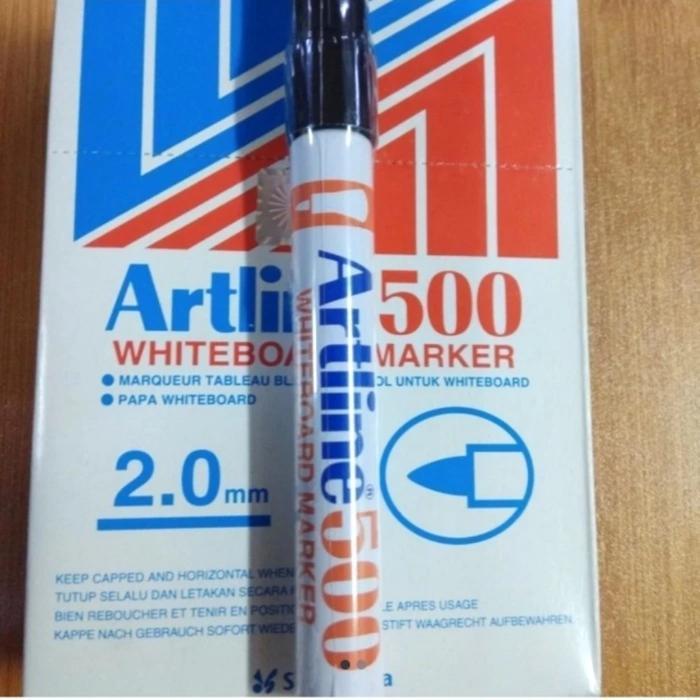 Artli 500
WHITEBOA MARKER
● MARQUEUR TABLEAU BL OL UNTUK WHITEBOARD
● PAPA WHITEBOARD
2.0mm
KEEP CAPPED AND HORIZONTAL WHEN
TUTUP SELALU DAN LETAKAN SECARA
BIEN REBOUCHER ET TENIR EN POSITIO LE APRES USAGE
KAPPE NACH GEBRAUCH SOFORT WIEDE STIFT WAAGRECHT AUFBEWAHREN
Artline®500
WHITEBOARD MARKER